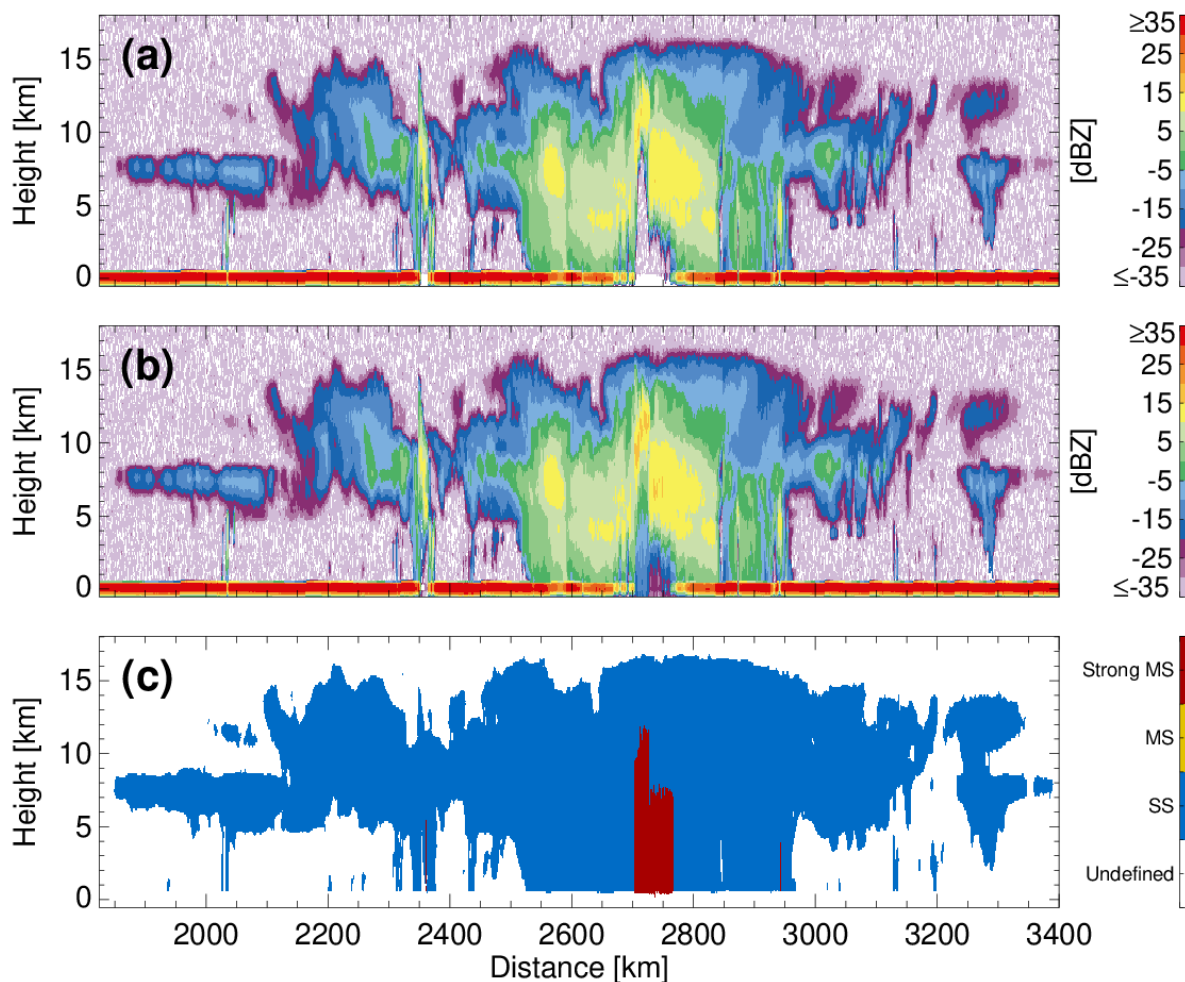 (a)
Height [km]
15
10
5
0
[dBZ]
≥35
25
15
5
-5
-15
-25
≤-35
(b)
Height [km]
15
10
5
0
[dBZ]
≥35
25
15
5
-5
-15
-25
≤-35
(c)
Height [km]
15
10
5
0
Strong MS
MS
SS
Undefined
2000 2200 2400 2600 2800 3000 3200 3400
Distance [km]